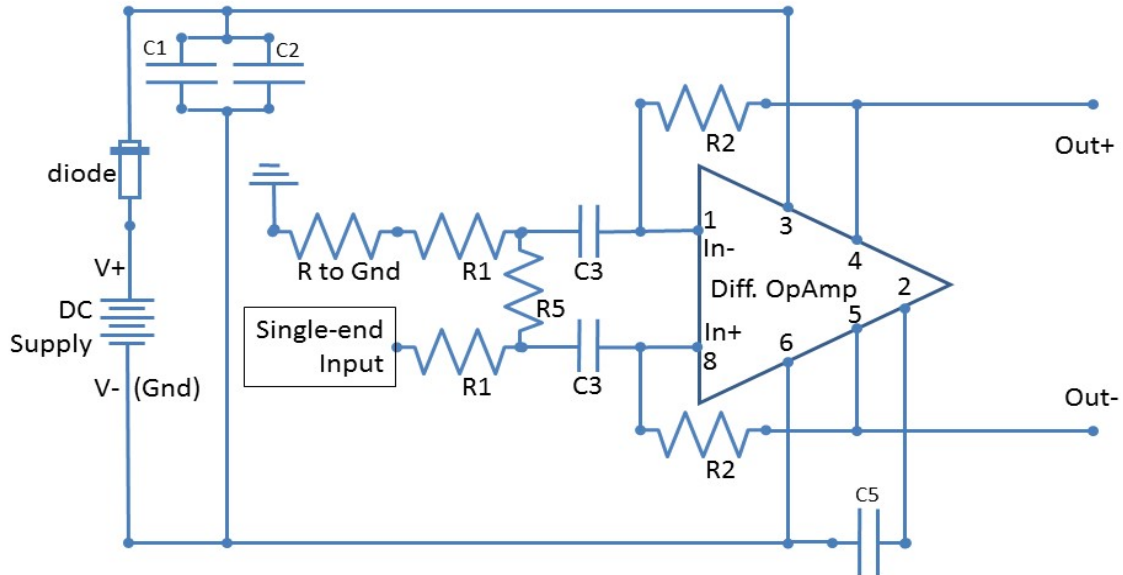 C1
C2
R2
Out+
diode
1
3
In-
4
V+
R to Gnd
R1
C3
2
Diff. OpAmp
DC
Supply
R5
5
Single-end
Input
In+
6
8
V- (Gnd)
R1
C3
Out-
R2
C5